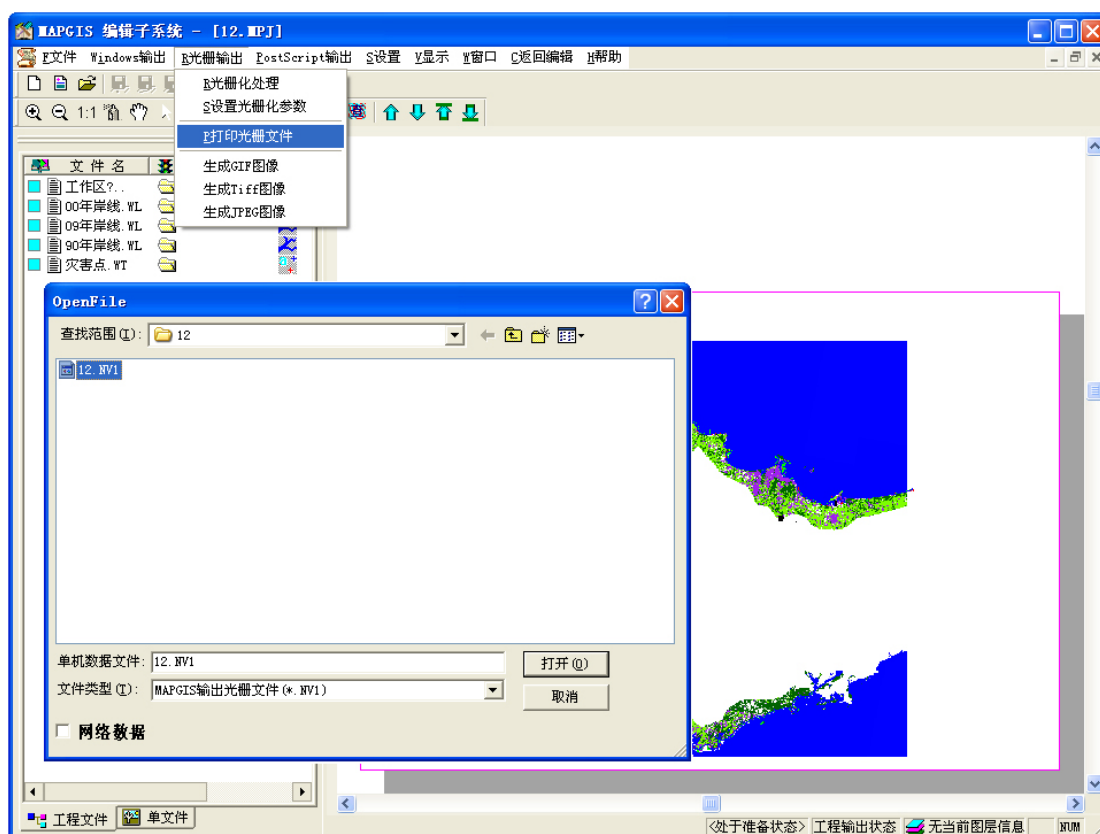 MAPGIS 编辑子系统 - [12.MPJ]
F文件 Windows输出 R光栅输出 PostScript输出 S设置 V显示 W窗口 C返回编辑 H帮助
R光栅化处理
1:1
S设置光栅化参数
P打印光栅文件
生成GIF图像
生成Tiff图像
生成JPEG图像
文件名
工作区?..
00年岸线.WL
09年岸线.WL
90年岸线.WL
灾害点.WT
OpenFile
查找范围(I): 12
12.NV1
单机数据文件: 12.NV1 打开(O)
文件类型(T): MAPGIS输出光栅文件(*.NV1) 取消
网络数据
工程文件 单文件
<处于准备状态> 工程输出状态 无当前图层信息 NUM